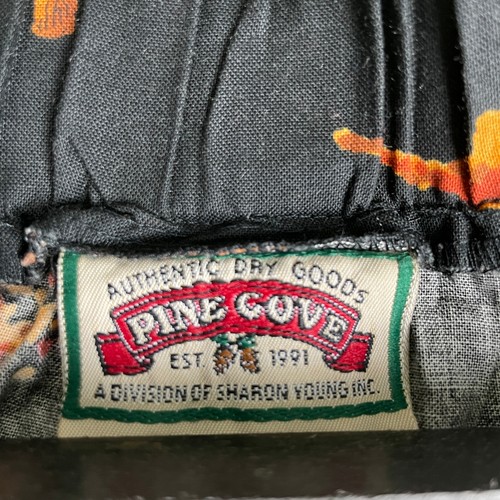 AUTHENTIC DRY GOODS
PINE COVE
EST. 1991
A DIVISION OF SHARON YOUNG INC.